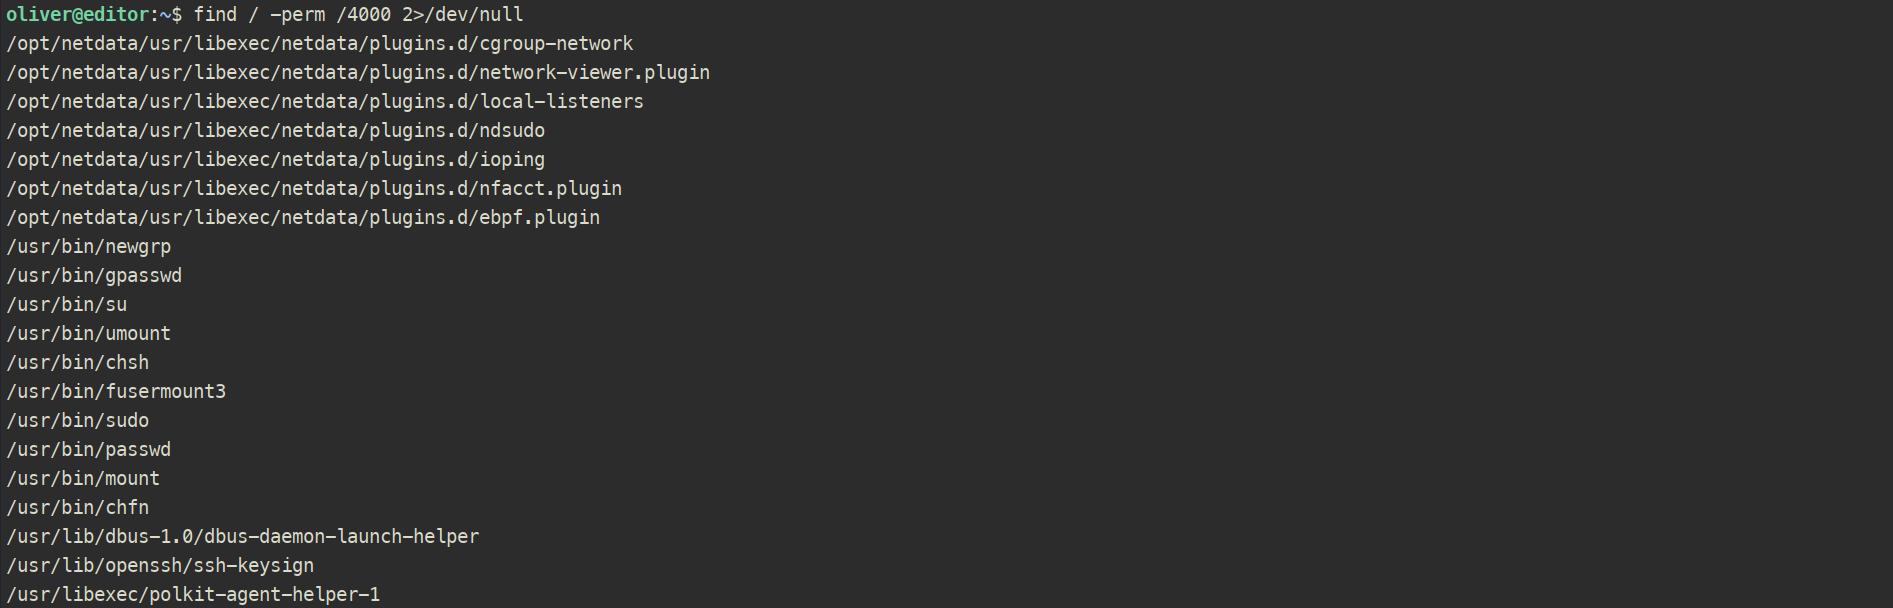 oliver@editor:~$ find / -perm /4000 2>/dev/null
/opt/netdata/usr/libexec/netdata/plugins.d/cgroup-network
/opt/netdata/usr/libexec/netdata/plugins.d/network-viewer.plugin
/opt/netdata/usr/libexec/netdata/plugins.d/local-listeners
/opt/netdata/usr/libexec/netdata/plugins.d/ndsudo
/opt/netdata/usr/libexec/netdata/plugins.d/ioping
/opt/netdata/usr/libexec/netdata/plugins.d/nfacct.plugin
/opt/netdata/usr/libexec/netdata/plugins.d/ebpf.plugin
/usr/bin/newgrp
/usr/bin/gpasswd
/usr/bin/su
/usr/bin/umount
/usr/bin/chsh
/usr/bin/fusermount3
/usr/bin/sudo
/usr/bin/passwd
/usr/bin/mount
/usr/bin/chfn
/usr/lib/dbus-1.0/dbus-daemon-launch-helper
/usr/lib/openssh/ssh-keysign
/usr/libexec/polkit-agent-helper-1